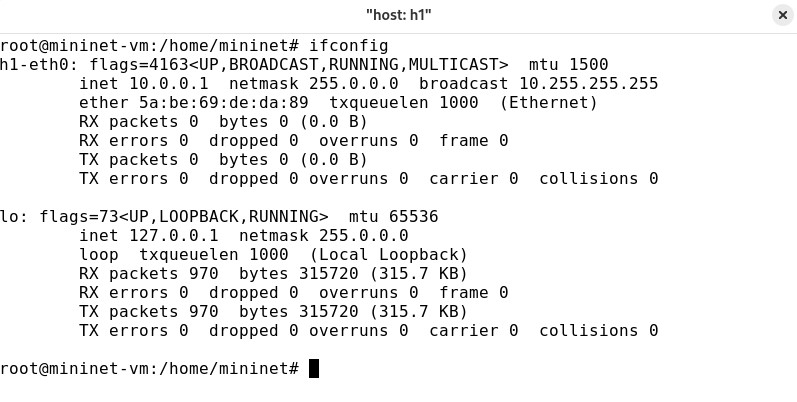 "host: h1"
root@mininet-vm:/home/mininet# ifconfig
h1-eth0: flags=4163<UP,BROADCAST,RUNNING,MULTICAST>  mtu 1500
        inet 10.0.0.1  netmask 255.0.0.0  broadcast 10.255.255.255
        ether 5a:be:69:de:da:89  txqueuelen 1000  (Ethernet)
        RX packets 0  bytes 0 (0.0 B)
        RX errors 0  dropped 0  overruns 0  frame 0
        TX packets 0  bytes 0 (0.0 B)
        TX errors 0  dropped 0 overruns 0  carrier 0  collisions 0

lo: flags=73<UP,LOOPBACK,RUNNING>  mtu 65536
        inet 127.0.0.1  netmask 255.0.0.0
        loop  txqueuelen 1000  (Local Loopback)
        RX packets 970  bytes 315720 (315.7 KB)
        RX errors 0  dropped 0  overruns 0  frame 0
        TX packets 970  bytes 315720 (315.7 KB)
        TX errors 0  dropped 0 overruns 0  carrier 0  collisions 0

root@mininet-vm:/home/mininet#